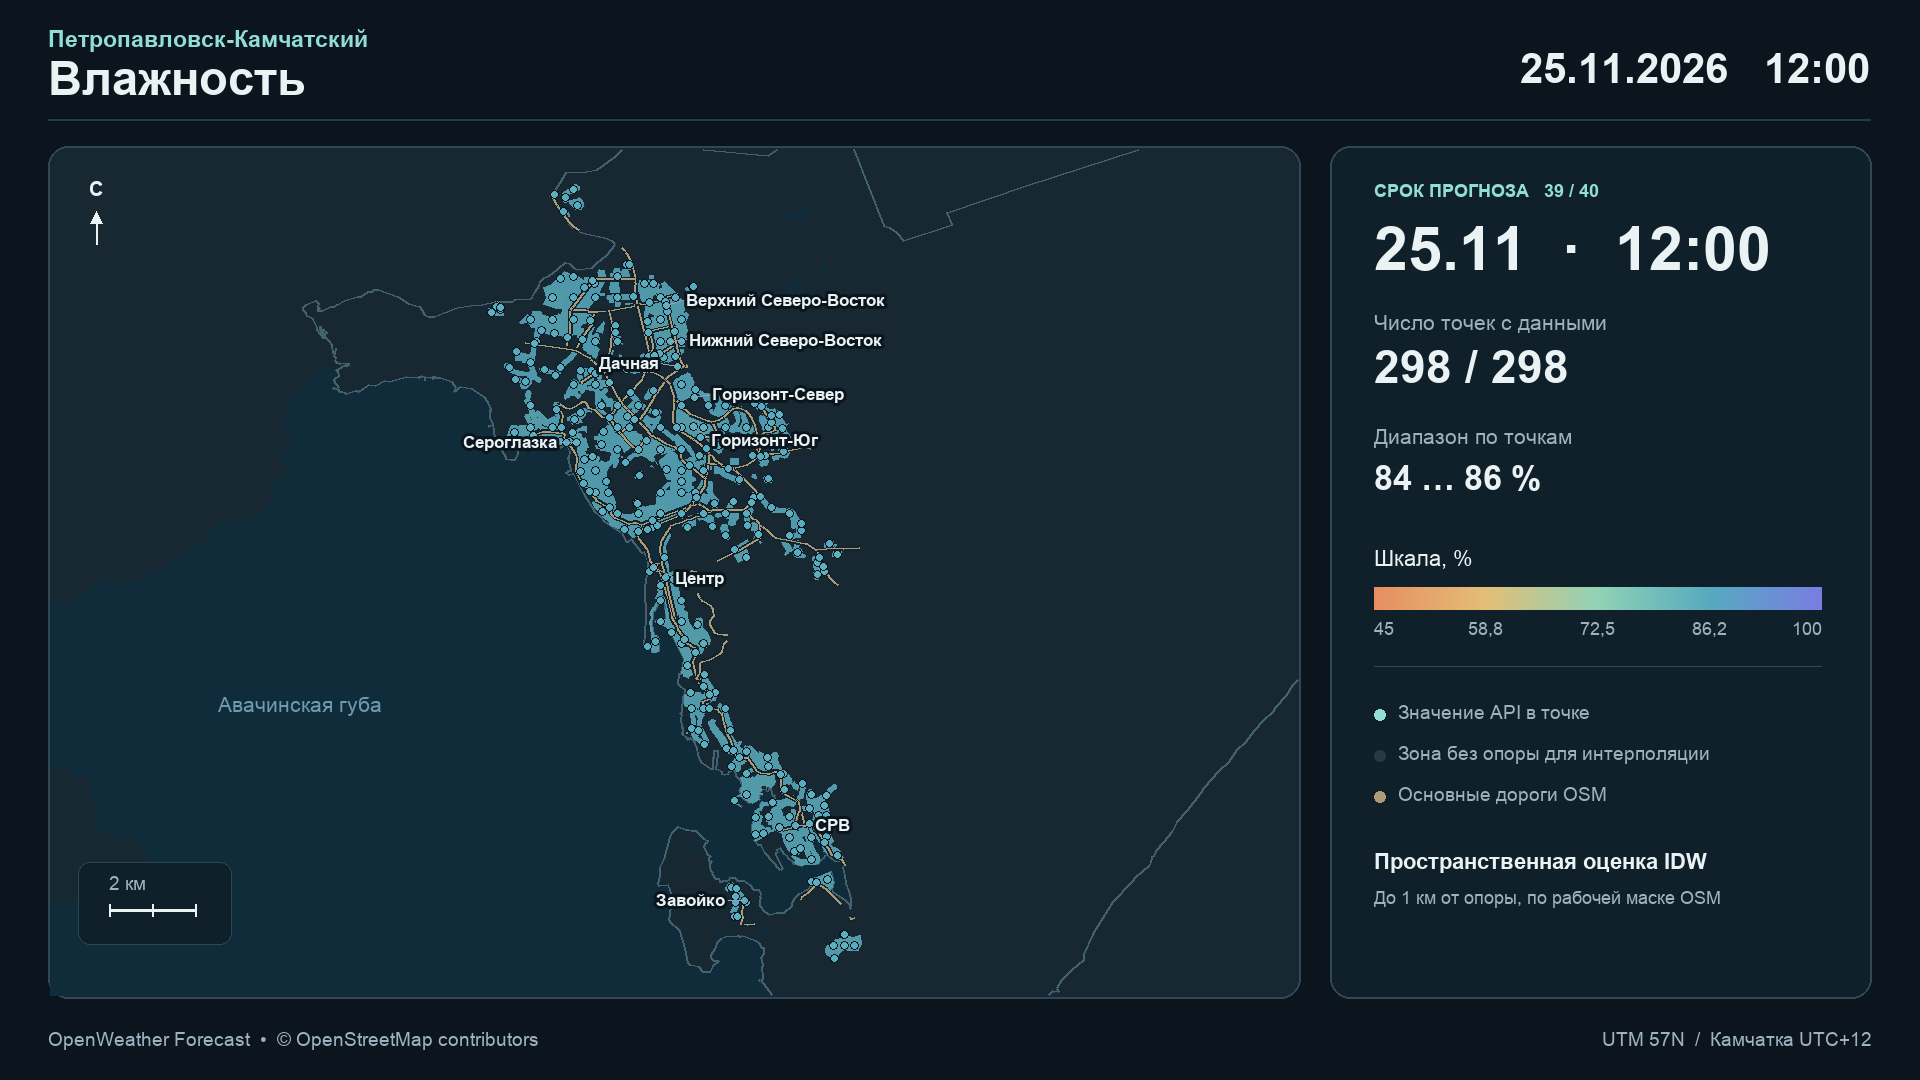 Петропавловск-Камчатский
Влажность
25.11.2026 12:00
С
Верхний Северо-Восток
Нижний Северо-Восток
Дачная
Горизонт-Север
Сероглазка
Горизонт-Юг
Центр
Авачинская губа
СРВ
2 км
Завойко
СРОК ПРОГНОЗА 39 / 40
25.11 · 12:00
Число точек с данными
298 / 298
Диапазон по точкам
84 … 86 %
Шкала, %
45 58,8 72,5 86,2 100
Значение API в точке
Зона без опоры для интерполяции
Основные дороги OSM
Пространственная оценка IDW
До 1 км от опоры, по рабочей маске OSM
OpenWeather Forecast • © OpenStreetMap contributors
UTM 57N / Камчатка UTC+12